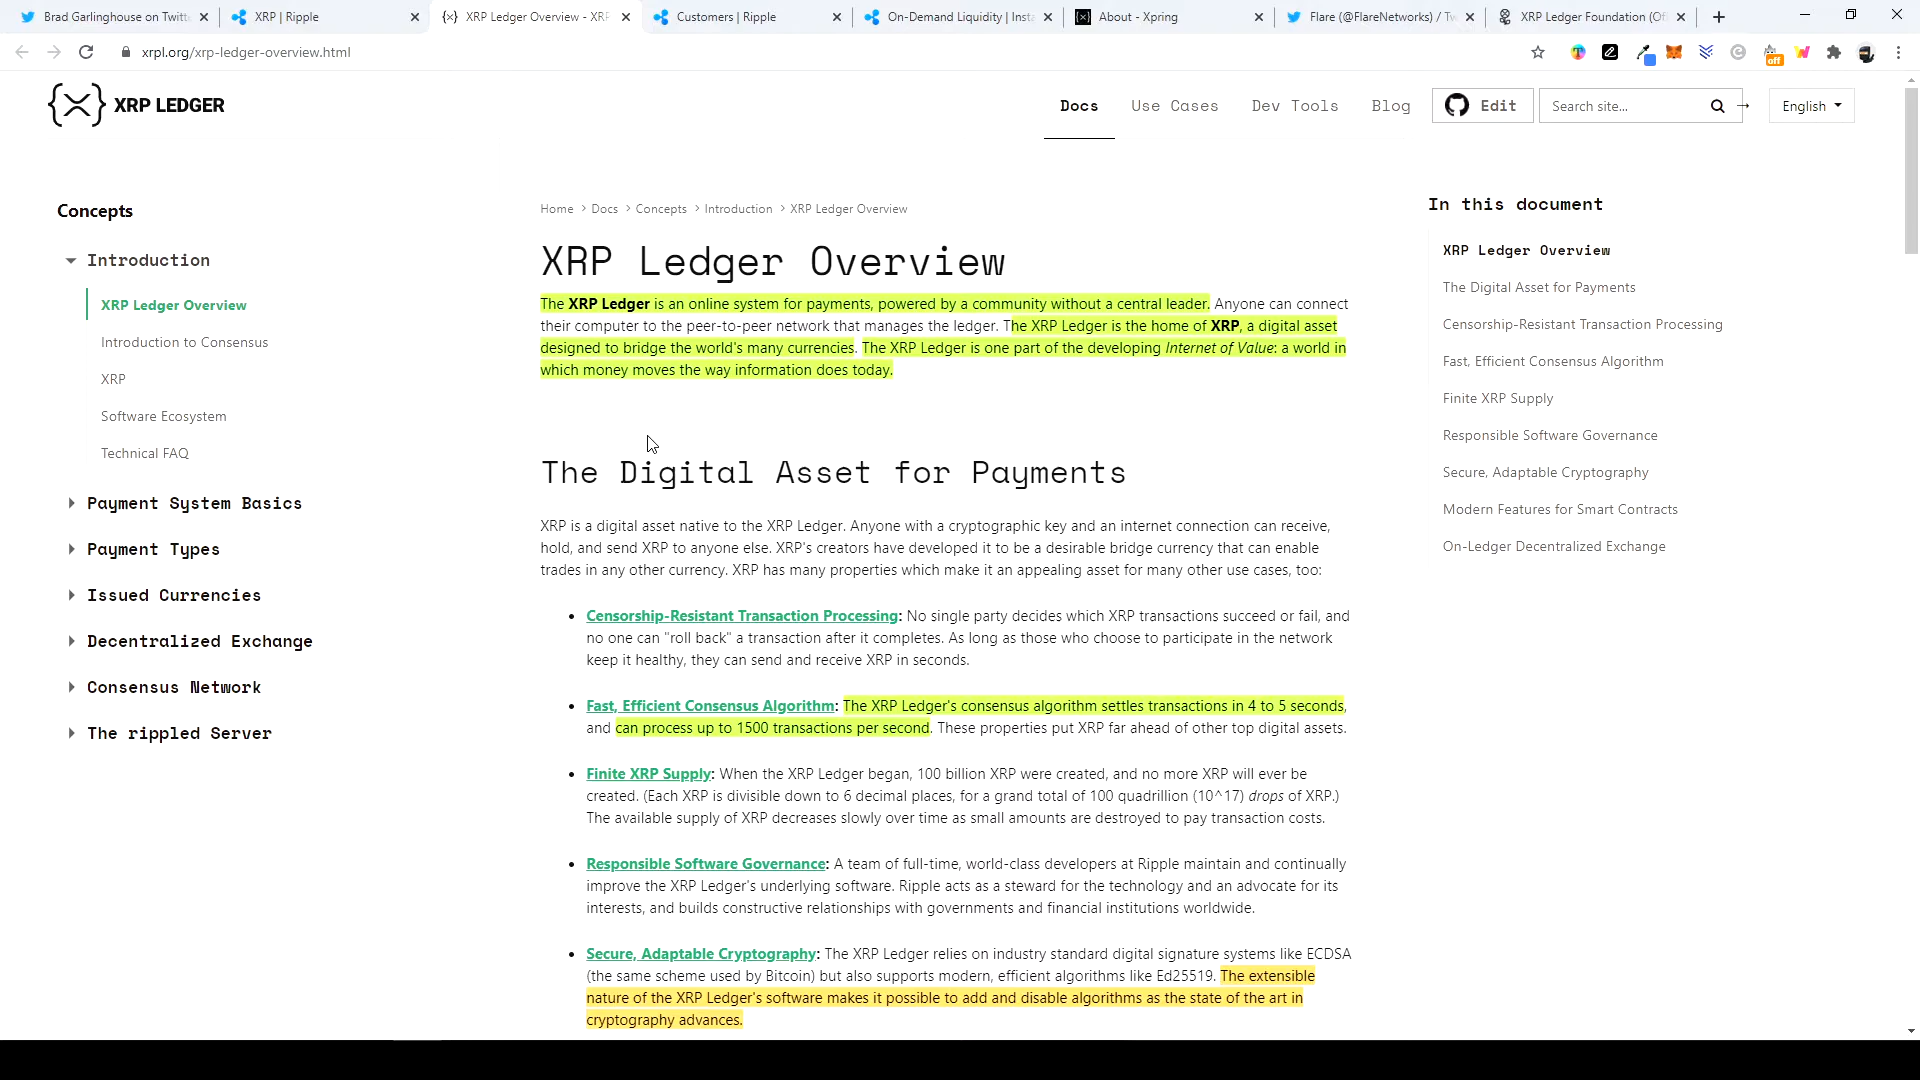 Brad Garlinghouse on Twitt
XRP | Ripple
XRP Ledger Overview - XRP
Customers | Ripple
On-Demand Liquidity | Insta
About - Xpring
Flare (@FlareNetworks) / Tw
XRP Ledger Foundation (Of
xrpl.org/xrp-ledger-overview.html
off
XRP LEDGER
Docs
Use Cases
Dev Tools
Blog
Edit
Search site...
English
Concepts
Introduction
XRP Ledger Overview
Introduction to Consensus
XRP
Software Ecosystem
Technical FAQ
Payment System Basics
Payment Types
Issued Currencies
Decentralized Exchange
Consensus Network
The rippled Server
Home > Docs > Concepts > Introduction > XRP Ledger Overview
XRP Ledger Overview
The XRP Ledger is an online system for payments, powered by a community without a central leader. Anyone can connect
their computer to the peer-to-peer network that manages the ledger. The XRP Ledger is the home of XRP, a digital asset
designed to bridge the world's many currencies. The XRP Ledger is one part of the developing Internet of Value: a world in
which money moves the way information does today.
The Digital Asset for Payments
XRP is a digital asset native to the XRP Ledger. Anyone with a cryptographic key and an internet connection can receive,
hold, and send XRP to anyone else. XRP's creators have developed it to be a desirable bridge currency that can enable
trades in any other currency. XRP has many properties which make it an appealing asset for many other use cases, too:
• Censorship-Resistant Transaction Processing: No single party decides which XRP transactions succeed or fail, and
no one can "roll back" a transaction after it completes. As long as those who choose to participate in the network
keep it healthy, they can send and receive XRP in seconds.
• Fast, Efficient Consensus Algorithm: The XRP Ledger's consensus algorithm settles transactions in 4 to 5 seconds,
and can process up to 1500 transactions per second. These properties put XRP far ahead of other top digital assets.
• Finite XRP Supply: When the XRP Ledger began, 100 billion XRP were created, and no more XRP will ever be
created. (Each XRP is divisible down to 6 decimal places, for a grand total of 100 quadrillion (10^17) drops of XRP.)
The available supply of XRP decreases slowly over time as small amounts are destroyed to pay transaction costs.
• Responsible Software Governance: A team of full-time, world-class developers at Ripple maintain and continually
improve the XRP Ledger's underlying software. Ripple acts as a steward for the technology and an advocate for its
interests, and builds constructive relationships with governments and financial institutions worldwide.
• Secure, Adaptable Cryptography: The XRP Ledger relies on industry standard digital signature systems like ECDSA
(the same scheme used by Bitcoin) but also supports modern, efficient algorithms like Ed25519. The extensible
nature of the XRP Ledger's software makes it possible to add and disable algorithms as the state of the art in
cryptography advances.
In this document
XRP Ledger Overview
The Digital Asset for Payments
Censorship-Resistant Transaction Processing
Fast, Efficient Consensus Algorithm
Finite XRP Supply
Responsible Software Governance
Secure, Adaptable Cryptography
Modern Features for Smart Contracts
On-Ledger Decentralized Exchange